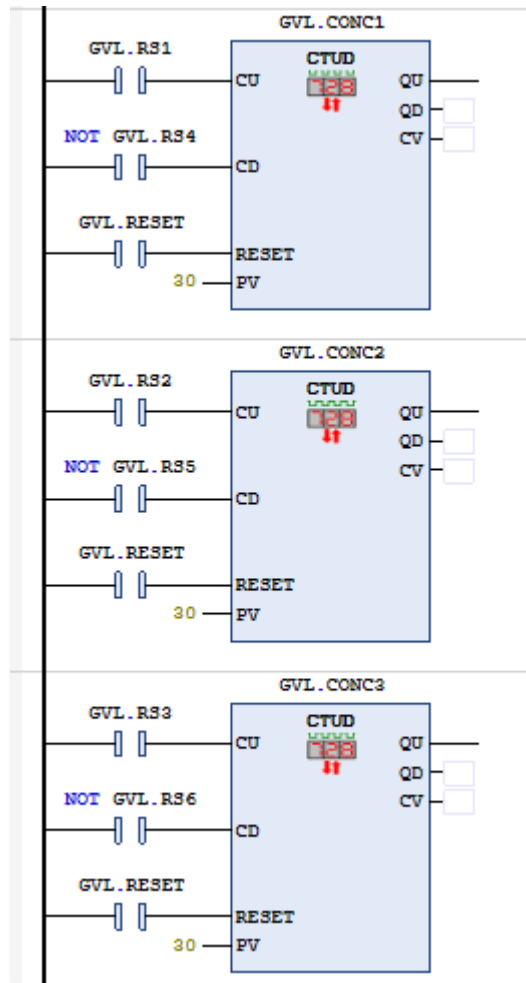 GVL.CONC1
GVL.RS1
CTUD
CU
QU
QD
NOT GVL.RS4
CV
CD
GVL.RESET
RESET
30
PV
GVL.CONC2
GVL.RS2
CTUD
CU
QU
QD
NOT GVL.RS5
CV
CD
GVL.RESET
RESET
30
PV
GVL.CONC3
GVL.RS3
CTUD
CU
QU
QD
NOT GVL.RS6
CV
CD
GVL.RESET
RESET
30
PV